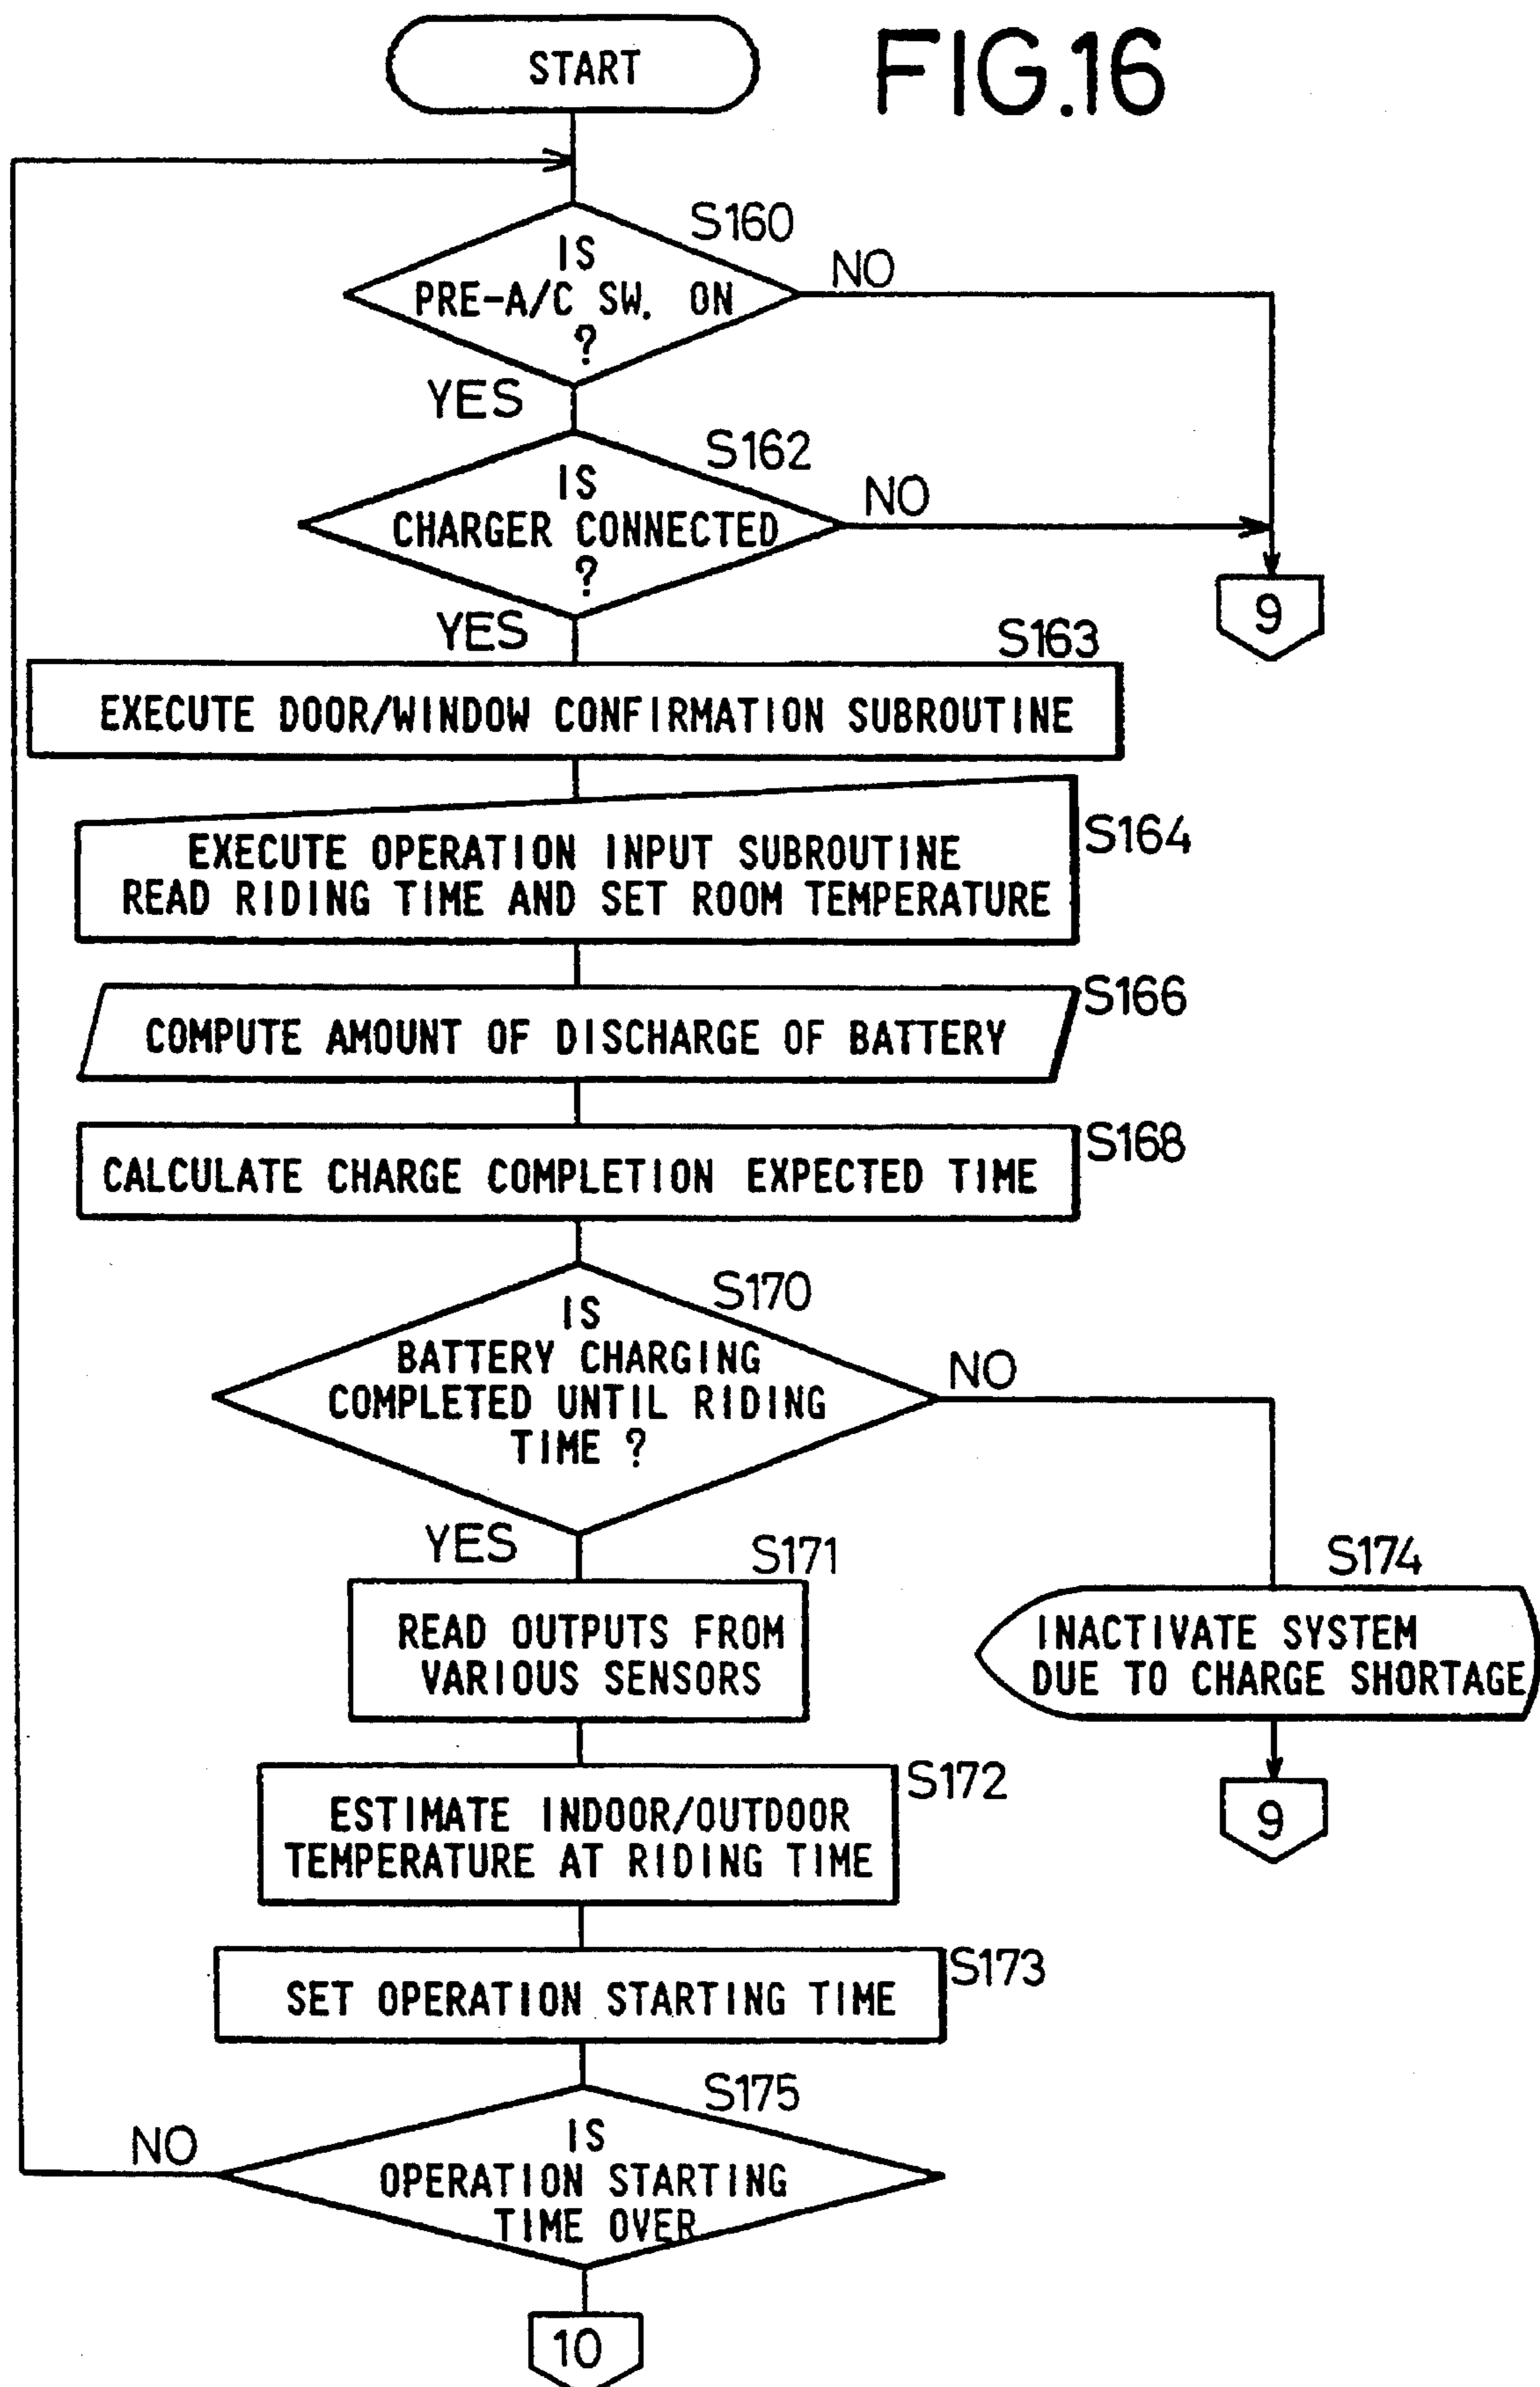 START
FIG.16
S160
IS
PRE-A/C SW. ON
?
NO
YES
S162
IS
CHARGER CONNECTED
?
NO
9
YES
S163
EXECUTE DOOR/WINDOW CONFIRMATION SUBROUTINE
S164
EXECUTE OPERATION INPUT SUBROUTINE
READ RIDING TIME AND SET ROOM TEMPERATURE
S166
COMPUTE AMOUNT OF DISCHARGE OF BATTERY
S168
CALCULATE CHARGE COMPLETION EXPECTED TIME
S170
IS
BATTERY CHARGING
COMPLETED UNTIL RIDING
TIME ?
NO
YES
S171
READ OUTPUTS FROM
VARIOUS SENSORS
S174
INACTIVATE SYSTEM
DUE TO CHARGE SHORTAGE
9
S172
ESTIMATE INDOOR/OUTDOOR
TEMPERATURE AT RIDING TIME
S173
SET OPERATION STARTING TIME
S175
IS
OPERATION STARTING
TIME OVER
NO
10